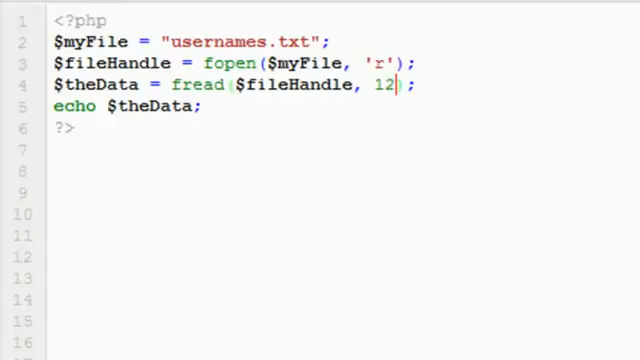 1 <?php
2 $myFile = "usernames.txt";
3 $fileHandle = fopen($myFile, 'r');
4 $theData = fread($fileHandle, 12);
5 echo $theData;
6 ?>
7
8
9
10
11
12
13
14
15
16